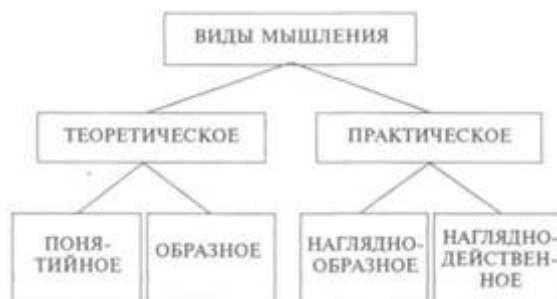 ВИДЫ МЫШЛЕНИЯ
ТЕОРЕТИЧЕСКОЕ
ПРАКТИЧЕСКОЕ
ПОНЯ-
ТИЙНОЕ
ОБРАЗНОЕ
НАГЛЯДНО-
ОБРАЗНОЕ
НАГЛЯДНО-
ДЕЙСТВЕН-
НОЕ